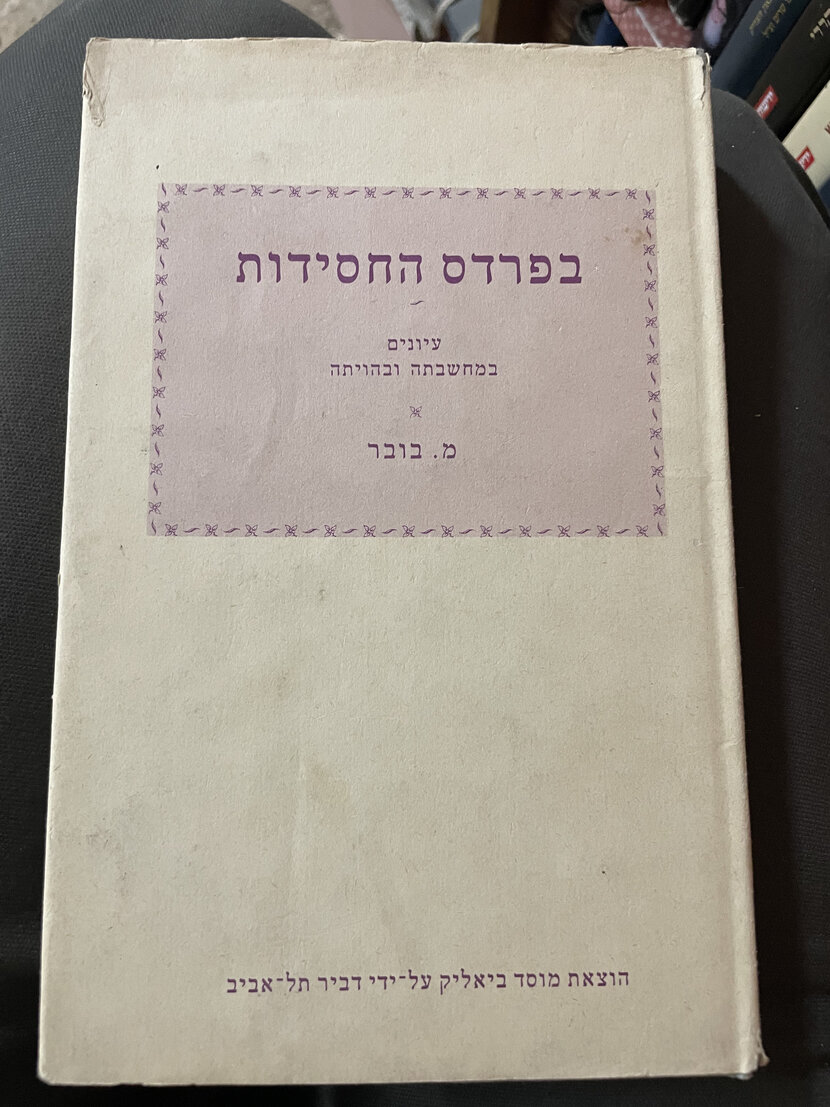 בפרדס החסידות
עיונים
במחשבתה ובהויתה
מ. בובר
הוצאת מוסד ביאליק על־ידי דביר תל־אביב